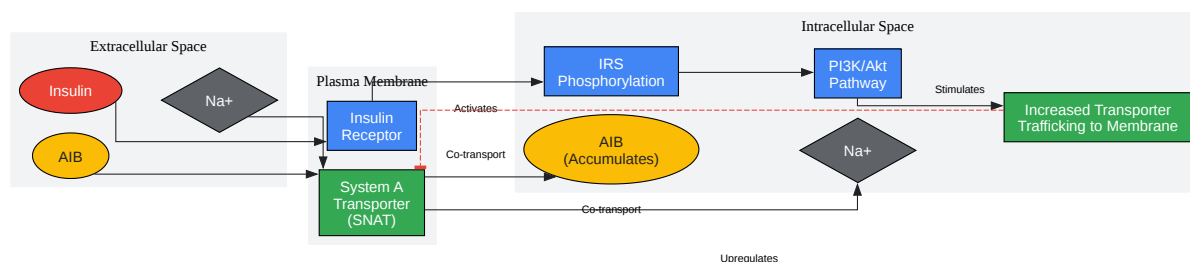 Extracellular Space
Insulin
Na+
AIB
Plasma Membrane
Insulin
Receptor
System A
Transporter
(SNAT)
Intracellular Space
IRS
Phosphorylation
PI3K/Akt
Pathway
Stimulates
Increased Transporter
Trafficking to Membrane
Activates
Co-transport
AIB
(Accumulates)
Na+
Co-transport
Upregulates